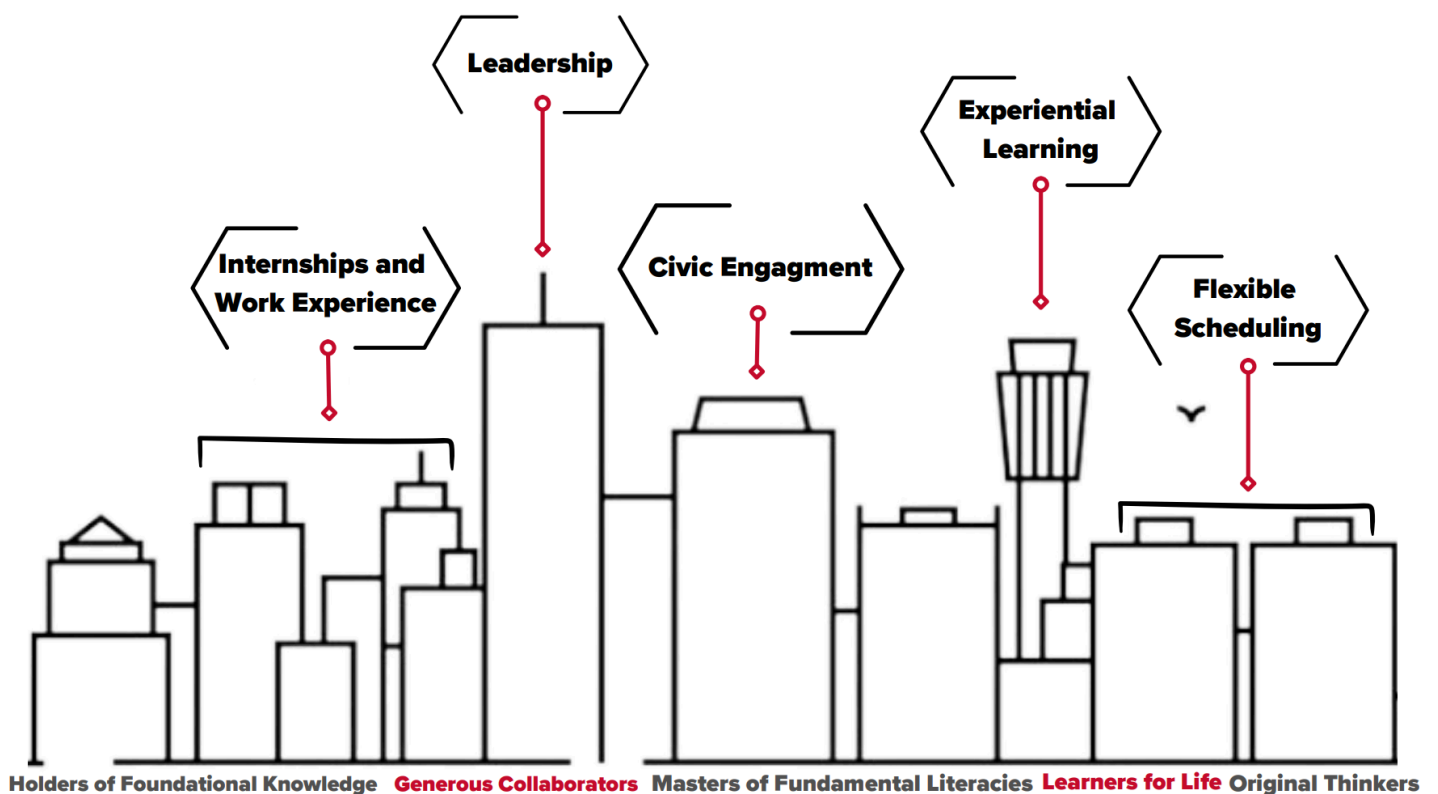 Leadership
Experiential
Learning
Internships and
Work Experience
Civic Engagment
Flexible
Scheduling
Holders of Foundational Knowledge Generous Collaborators Masters of Fundamental Literacies Learners for Life Original Thinkers